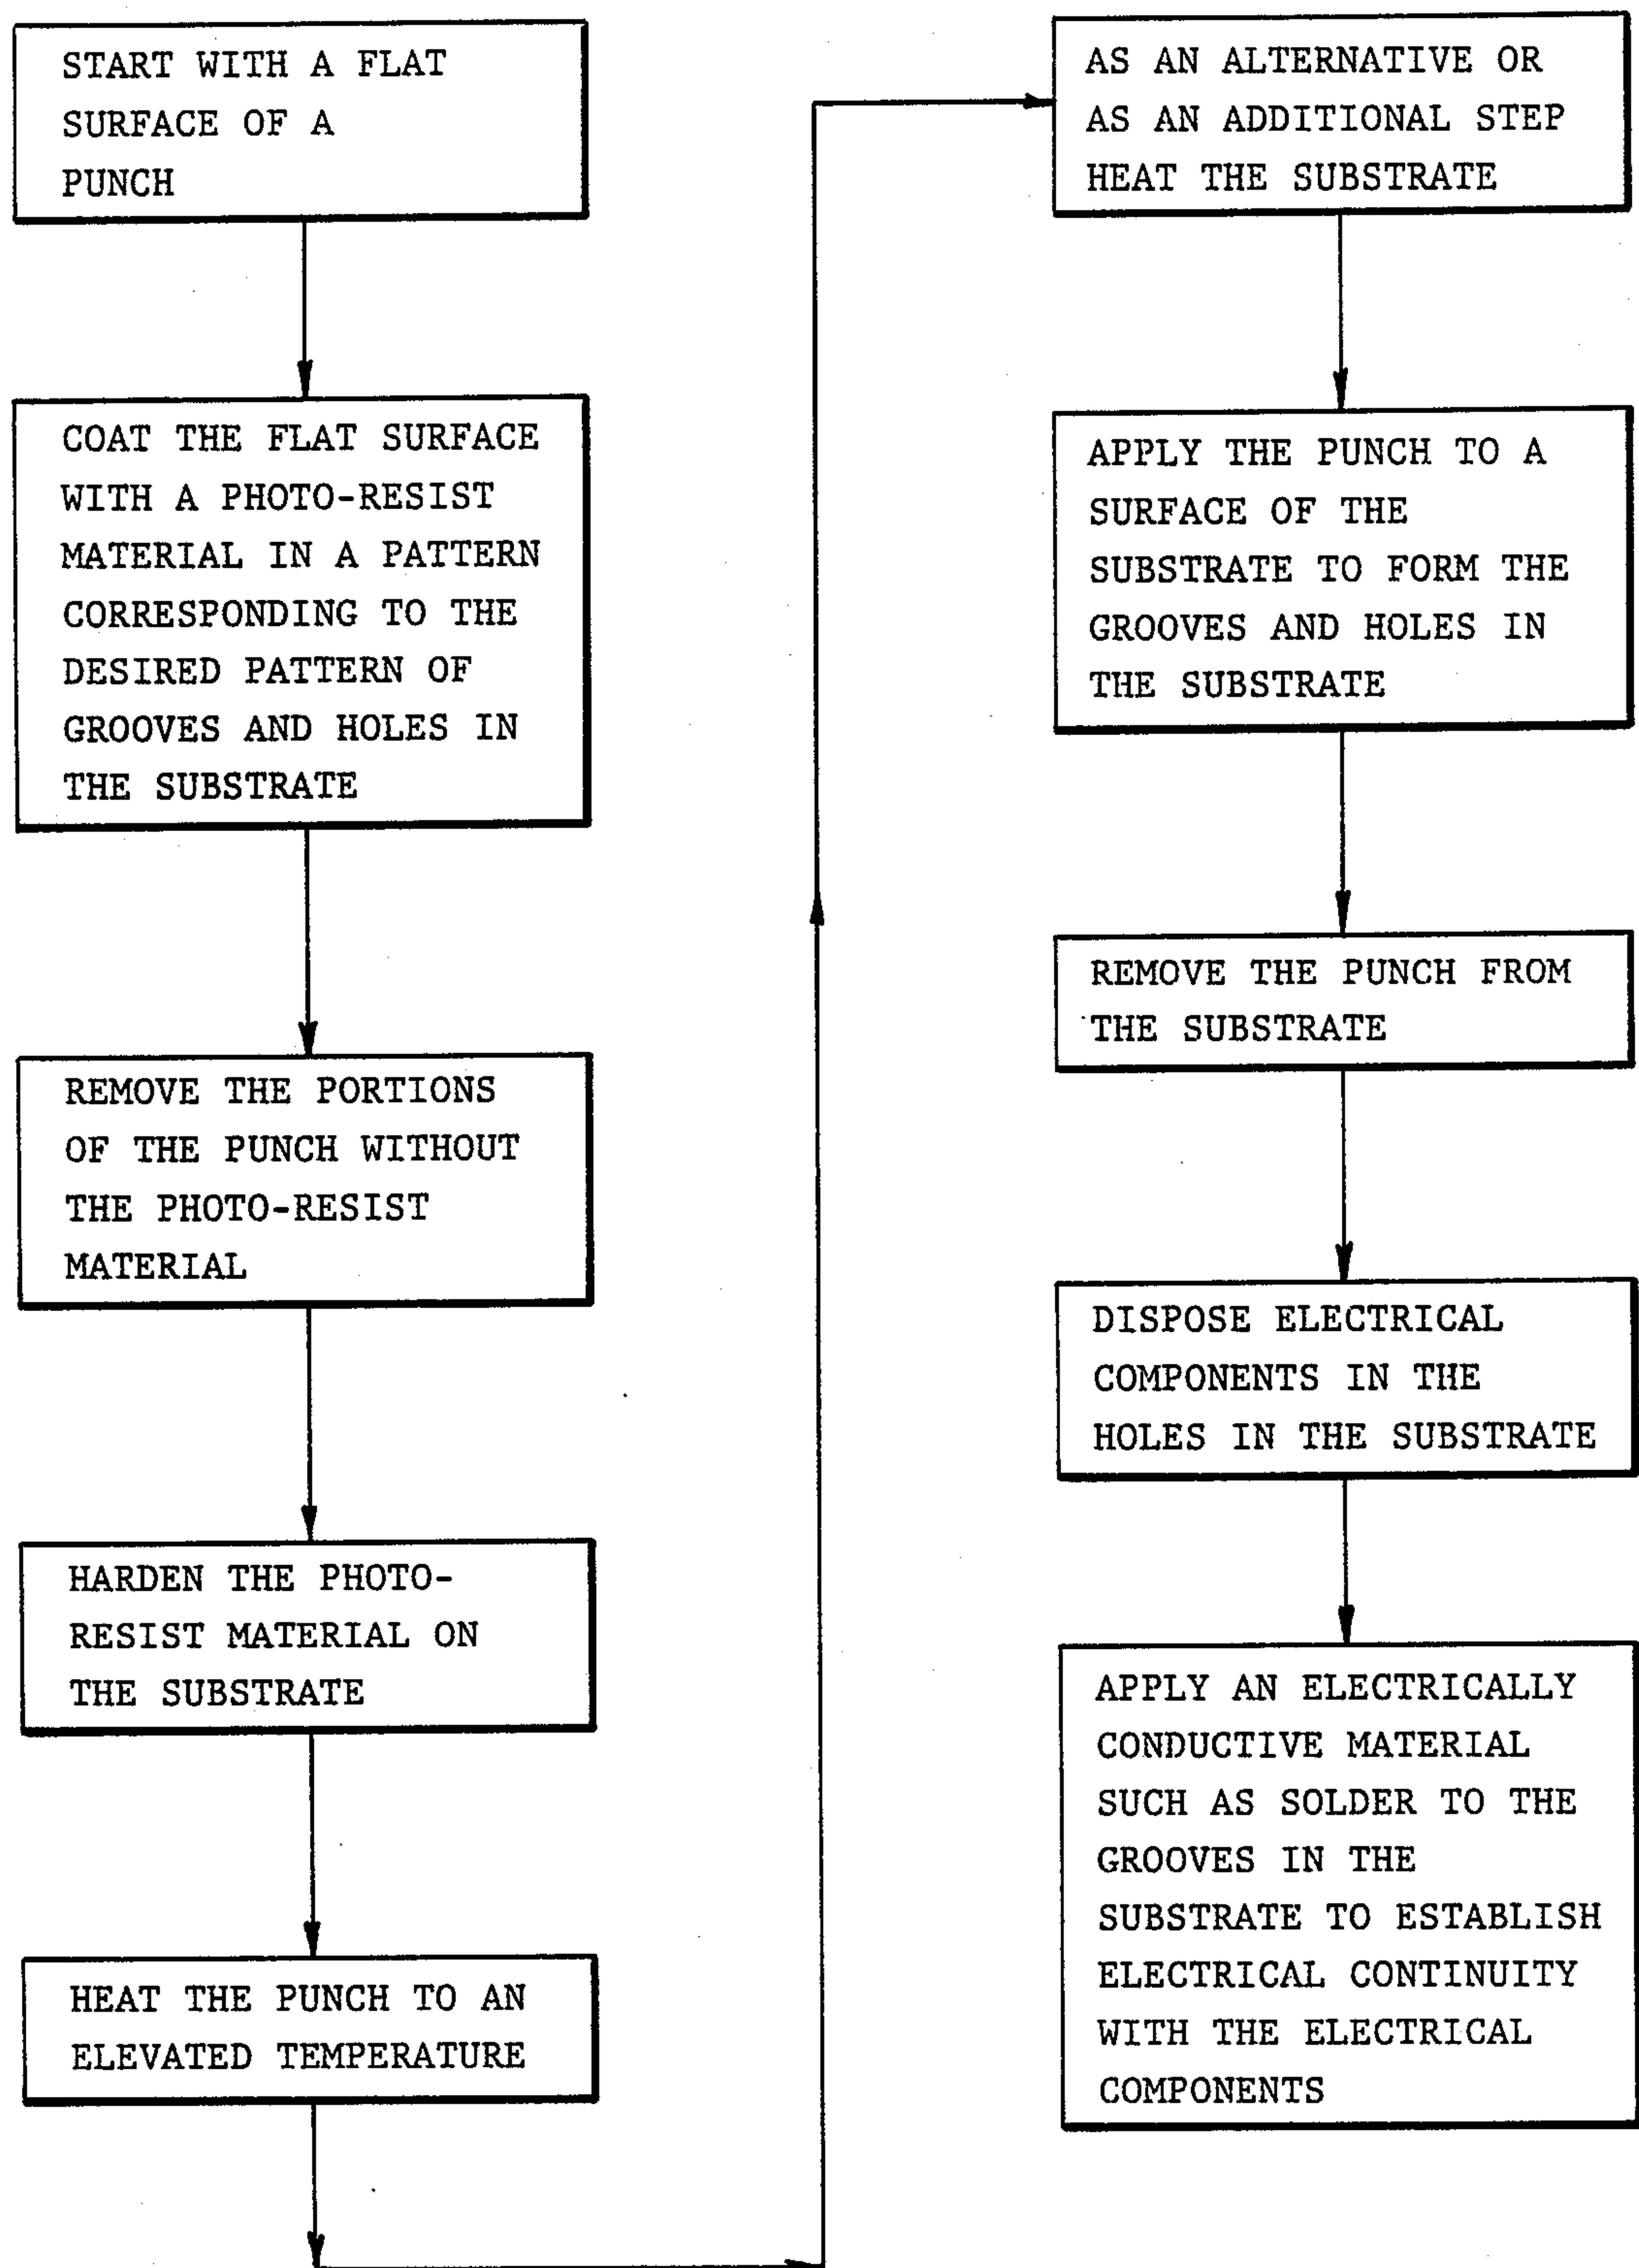 START WITH A FLAT
SURFACE OF A
PUNCH
COAT THE FLAT SURFACE
WITH A PHOTO-RESIST
MATERIAL IN A PATTERN
CORRESPONDING TO THE
DESIRED PATTERN OF
GROOVES AND HOLES IN
THE SUBSTRATE
REMOVE THE PORTIONS
OF THE PUNCH WITHOUT
THE PHOTO-RESIST
MATERIAL
HARDEN THE PHOTO-
RESIST MATERIAL ON
THE SUBSTRATE
HEAT THE PUNCH TO AN
ELEVATED TEMPERATURE
AS AN ALTERNATIVE OR
AS AN ADDITIONAL STEP
HEAT THE SUBSTRATE
APPLY THE PUNCH TO A
SURFACE OF THE
SUBSTRATE TO FORM THE
GROOVES AND HOLES IN
THE SUBSTRATE
REMOVE THE PUNCH FROM
THE SUBSTRATE
DISPOSE ELECTRICAL
COMPONENTS IN THE
HOLES IN THE SUBSTRATE
APPLY AN ELECTRICALLY
CONDUCTIVE MATERIAL
SUCH AS SOLDER TO THE
GROOVES IN THE
SUBSTRATE TO ESTABLISH
ELECTRICAL CONTINUITY
WITH THE ELECTRICAL
COMPONENTS